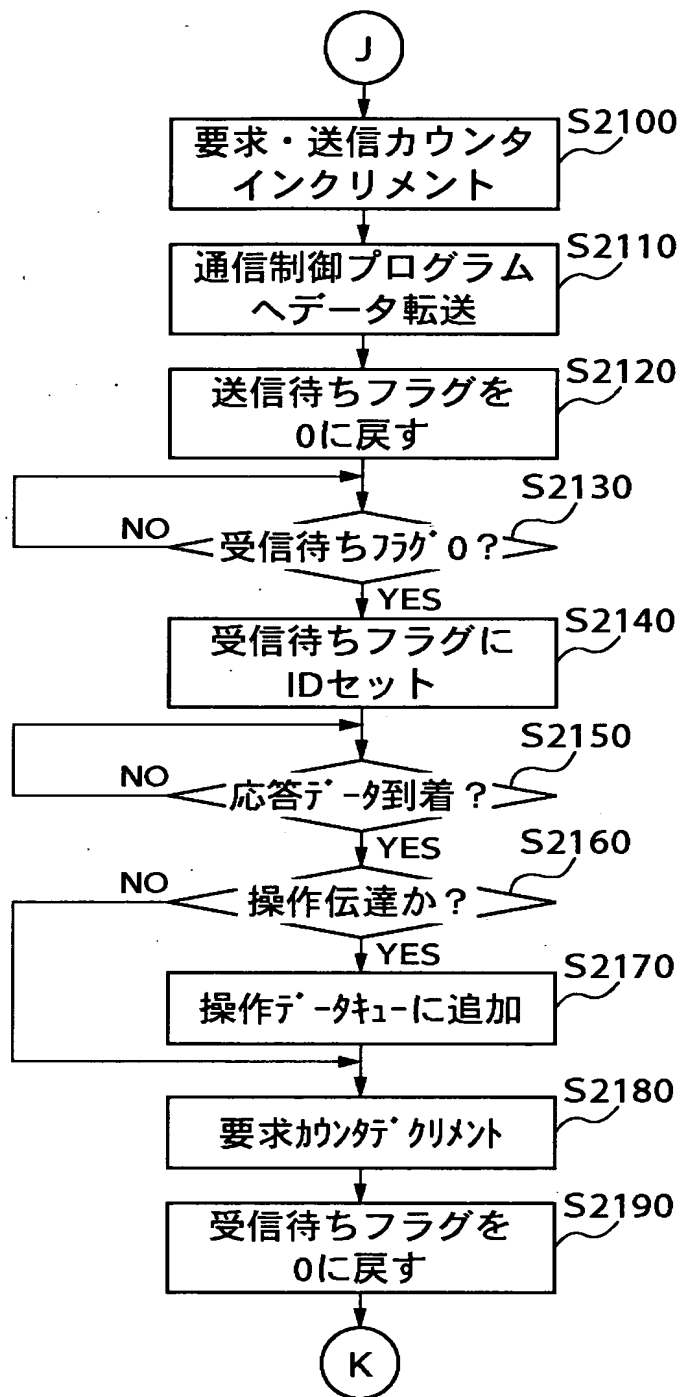 J
S2100
要求・送信カウンタ
インクリメント
S2110
通信制御プログラム
へデータ転送
S2120
送信待ちフラグを
0に戻す
S2130
NO
受信待ちﾌﾗｸﾞ0？
YES
S2140
受信待ちフラグに
IDセット
S2150
NO
応答ﾃﾞｰﾀ到着？
YES
S2160
NO
操作伝達か？
YES
S2170
操作ﾃﾞｰﾀｷｭｰに追加
S2180
要求ｶｳﾝﾀﾃﾞｸﾘﾒﾝﾄ
S2190
受信待ちフラグを
0に戻す
K